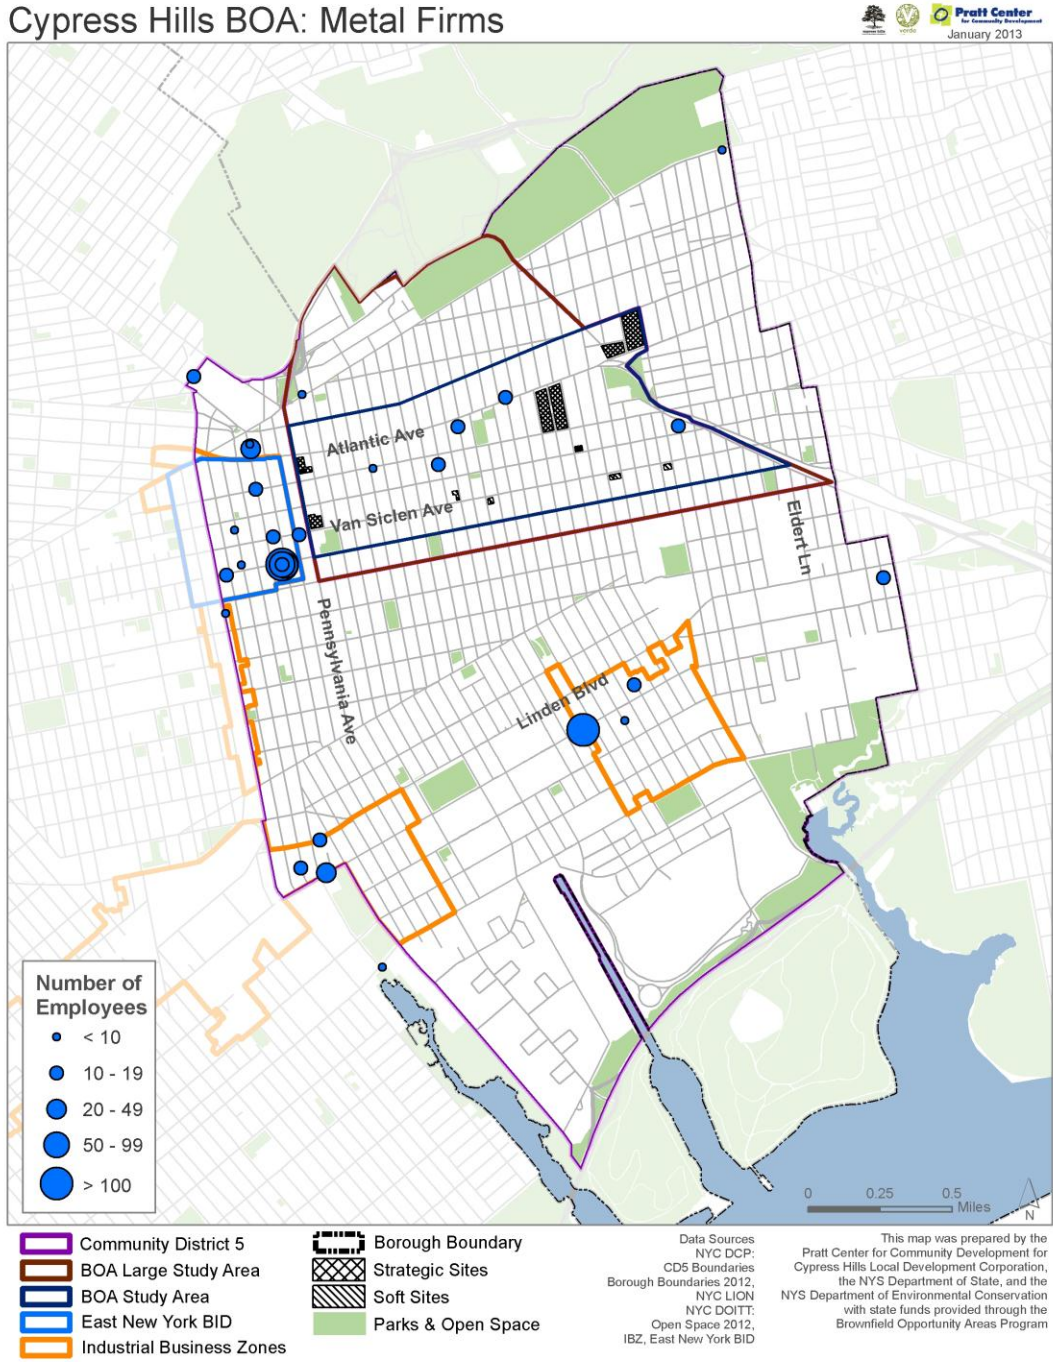 Cypress Hills BOA: Metal Firms
cypress hills
verde
Pratt Center
for Community Development
January 2013
Atlantic Ave
Van Siclen Ave
Eldert Ln
Pennsylvania Ave
Linden Blvd
Number of
Employees
< 10
10 - 19
20 - 49
50 - 99
> 100
0 0.25 0.5
Miles
N
Community District 5
BOA Large Study Area
BOA Study Area
East New York BID
Industrial Business Zones
Borough Boundary
Strategic Sites
Soft Sites
Parks & Open Space
Data Sources
NYC DCP:
CD5 Boundaries
Borough Boundaries 2012,
NYC LION
NYC DOITT:
Open Space 2012,
IBZ, East New York BID
This map was prepared by the
Pratt Center for Community Development for
Cypress Hills Local Development Corporation,
the NYS Department of State, and the
NYS Department of Environmental Conservation
with state funds provided through the
Brownfield Opportunity Areas Program